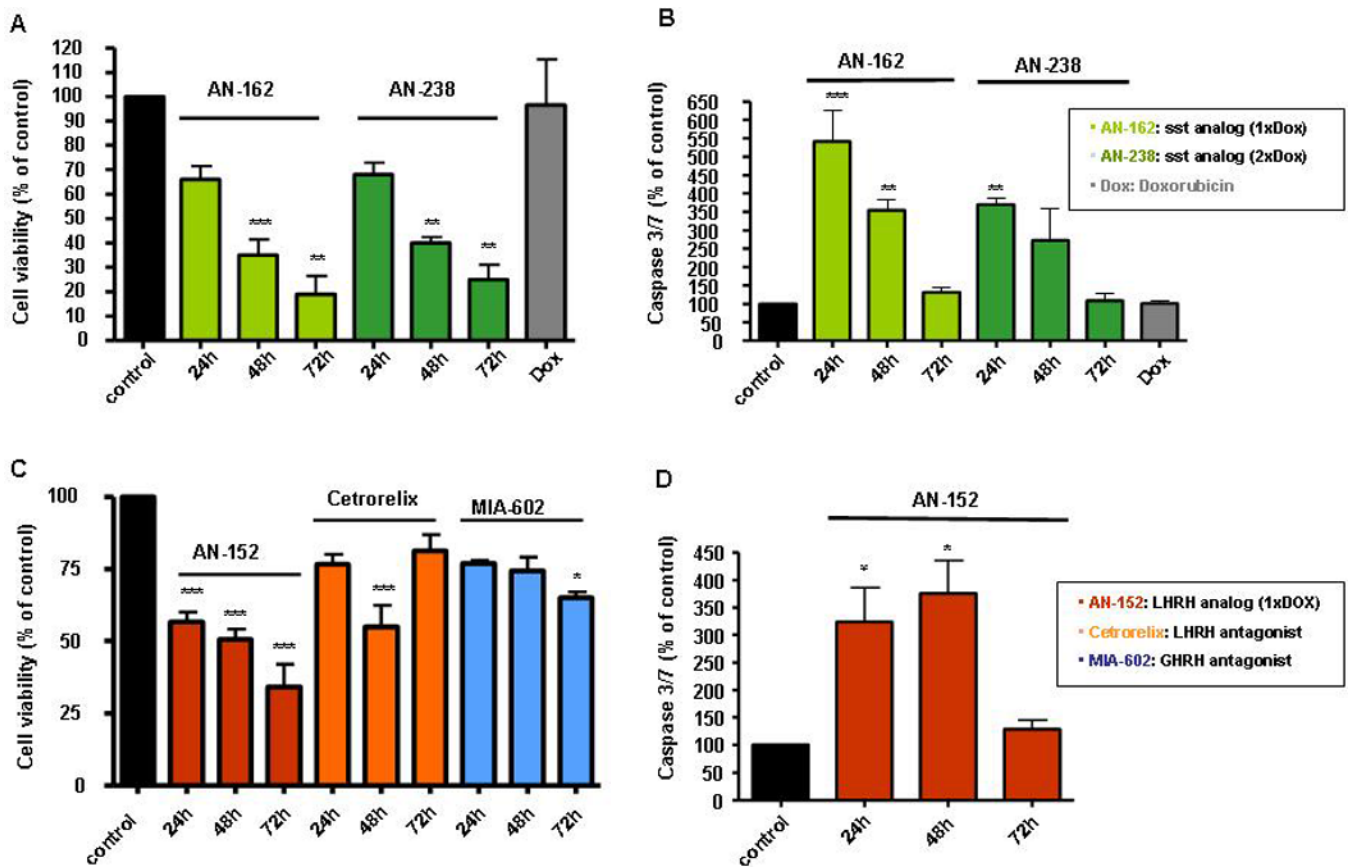 A
Cell viability (% of control)
120
110
100
90
80
70
60
50
40
30
20
10
0
AN-162
AN-238
***
**
**
**
control
24h
48h
72h
24h
48h
72h
Dox
B
Caspase 3/7 (% of control)
650
600
550
500
450
400
350
300
250
200
150
100
50
0
AN-162
AN-238
***
**
**
control
24h
48h
72h
24h
48h
72h
Dox
AN-162: sst analog (1xDox)
AN-238: sst analog (2xDox)
Dox: Doxorubicin
C
Cell viability (% of control)
100
75
50
25
0
AN-152
Cetrorelix
MIA-602
***
***
***
***
*
control
24h
48h
72h
24h
48h
72h
24h
48h
72h
D
Caspase 3/7 (% of control)
450
400
350
300
250
200
150
100
50
0
AN-152
*
*
control
24h
48h
72h
AN-152: LHRH analog (1xDOX)
Cetrorelix: LHRH antagonist
MIA-602: GHRH antagonist